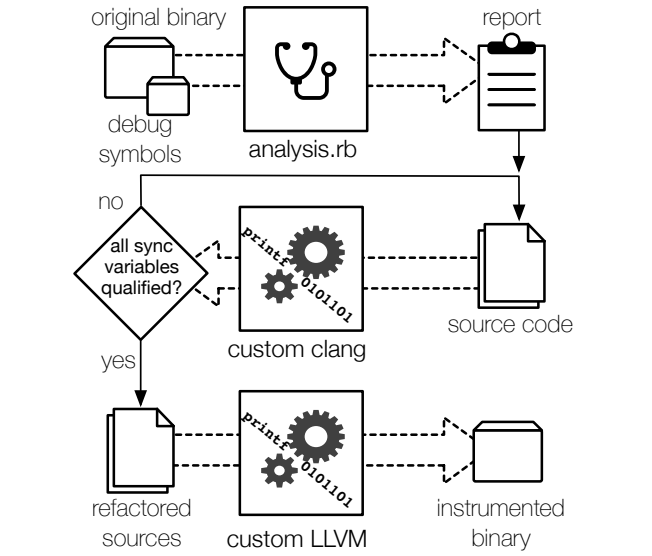 original binary
report
debug
symbols
analysis.rb
no
all sync
variables
qualified?
printf
0101101
source code
custom clang
yes
printf
0101101
refactored
sources
custom LLVM
instrumented
binary